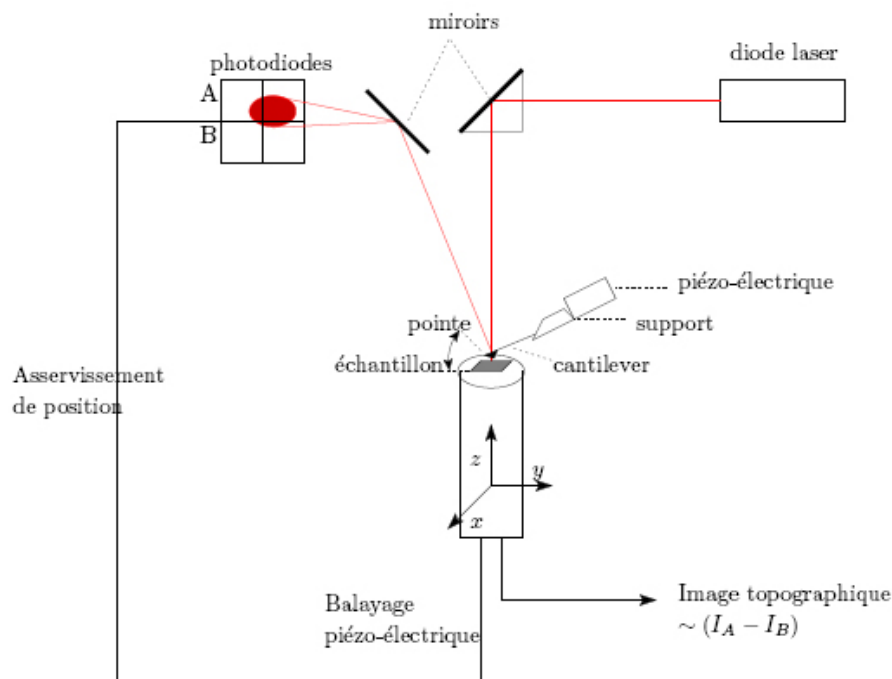 miroirs
diode laser
photodiodes
A
B
piézo-électrique
pointe
support
échantillon
cantilever
Asservissement
de position
z
y
x
Balayage
piézo-électrique
Image topographique
∼ (I_A − I_B)